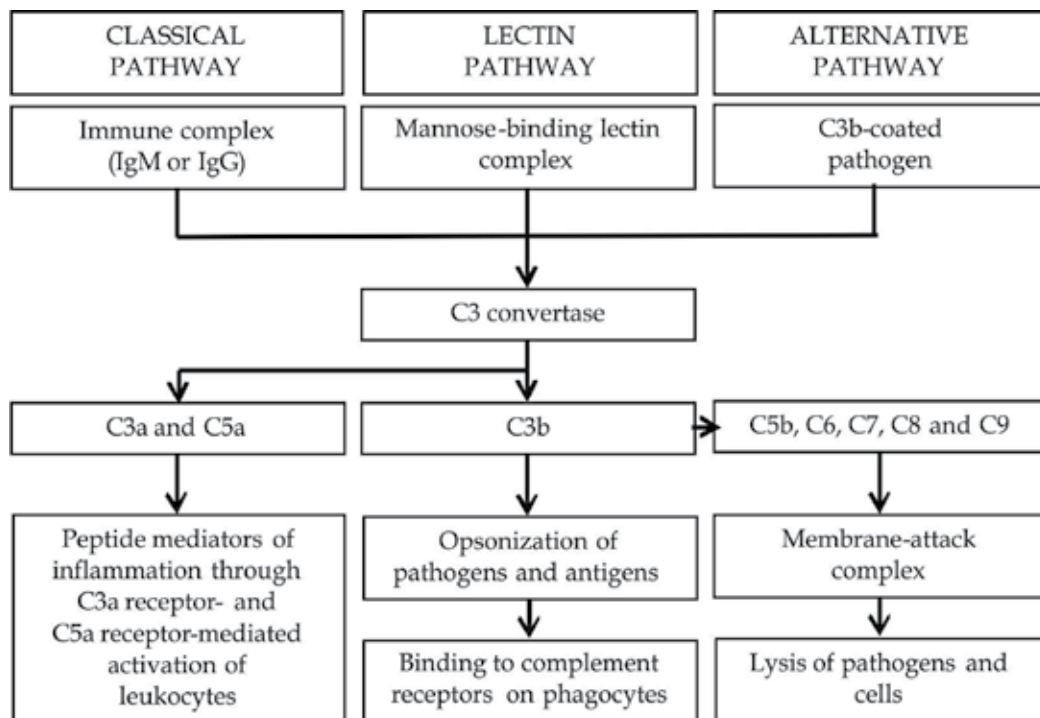 CLASSICAL
PATHWAY
LECTIN
PATHWAY
ALTERNATIVE
PATHWAY
Immune complex
(IgM or IgG)
Mannose-binding lectin
complex
C3b-coated
pathogen
C3 convertase
C3a and C5a
C3b
C5b, C6, C7, C8 and C9
Peptide mediators of
inflammation through
C3a receptor- and
C5a receptor-mediated
activation of
leukocytes
Opsonization of
pathogens and antigens
Membrane-attack
complex
Binding to complement
receptors on phagocytes
Lysis of pathogens and
cells